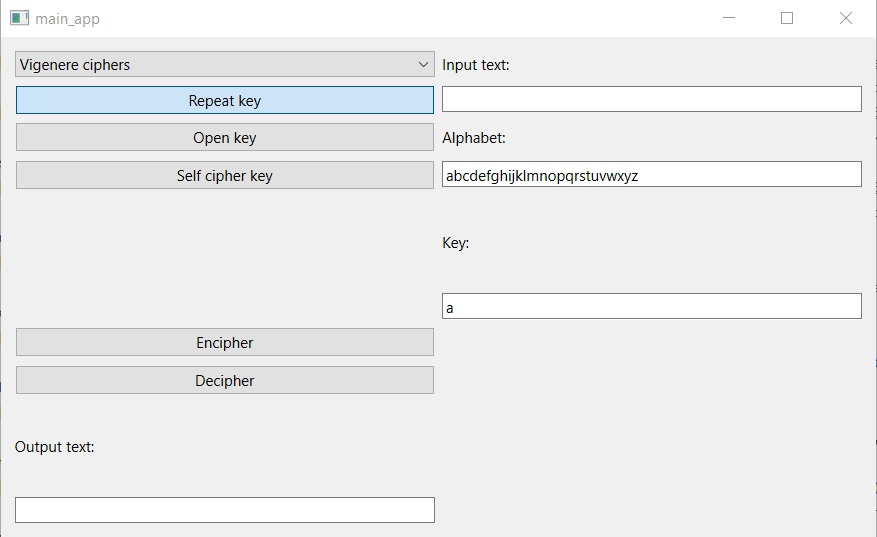 main_app
Vigenere ciphers
Input text:
Repeat key
Open key
Alphabet:
Self cipher key
abcdefghijklmnopqrstuvwxyz
Key:
a
Encipher
Decipher
Output text: